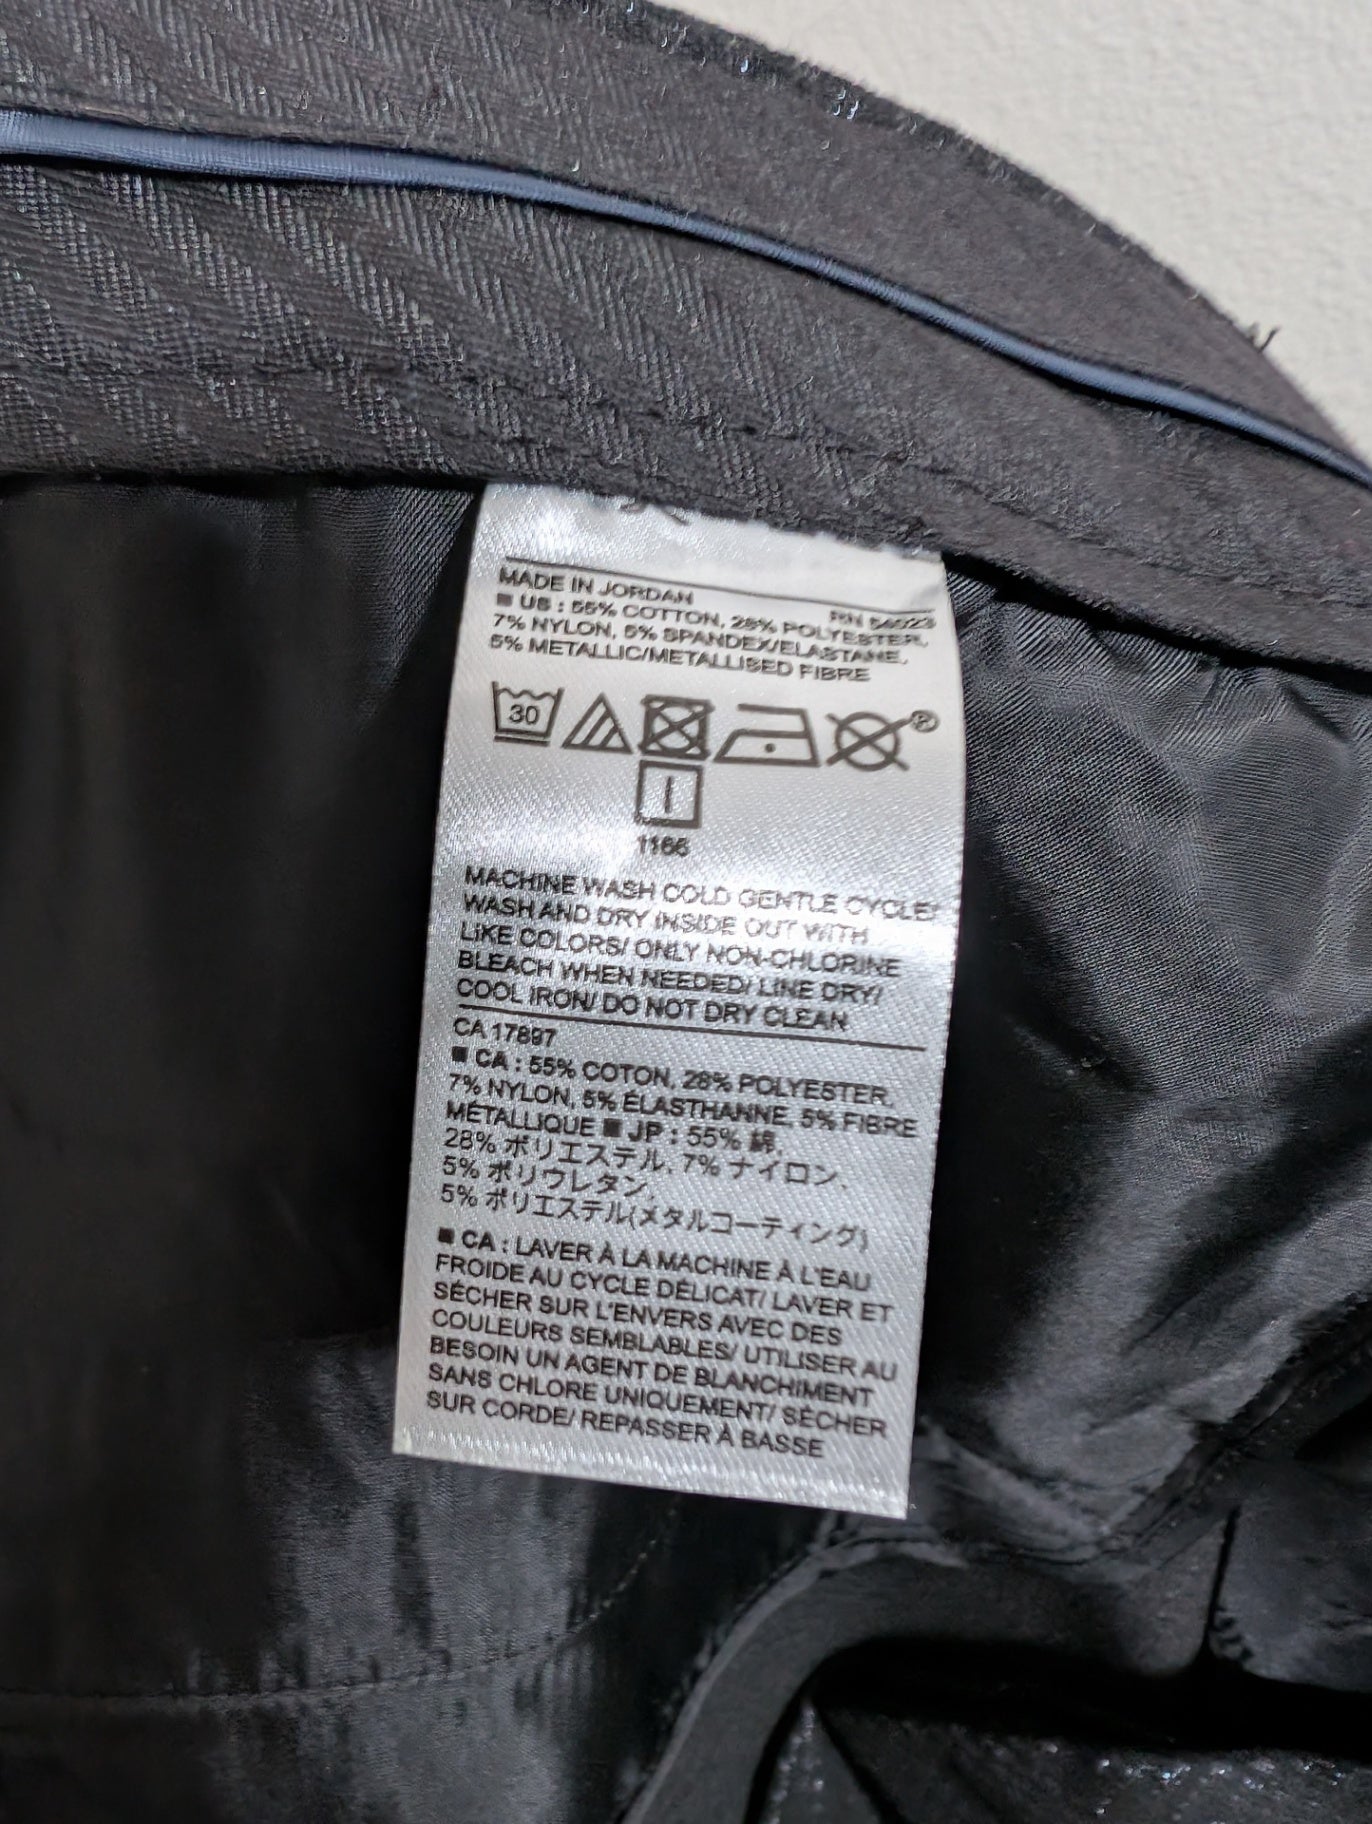 MADE IN JORDAN RN 54023
■ US : 55% COTTON, 28% POLYESTER,
7% NYLON, 5% SPANDEX/ELASTANE,
5% METALLIC/METALLISED FIBRE
30
®
1166
MACHINE WASH COLD GENTLE CYCLE/
WASH AND DRY INSIDE OUT WITH
LIKE COLORS/ ONLY NON-CHLORINE
BLEACH WHEN NEEDED/ LINE DRY/
COOL IRON/ DO NOT DRY CLEAN
CA 17897
■ CA : 55% COTON, 28% POLYESTER,
7% NYLON, 5% ÉLASTHANNE, 5% FIBRE
MÉTALLIQUE ■ JP : 55% 綿,
28% ポリエステル, 7% ナイロン,
5% ポリウレタン,
5% ポリエステル(メタルコーティング)
■ CA : LAVER À LA MACHINE À L'EAU
FROIDE AU CYCLE DÉLICAT/ LAVER ET
SÉCHER SUR L'ENVERS AVEC DES
COULEURS SEMBLABLES/ UTILISER AU
BESOIN UN AGENT DE BLANCHIMENT
SANS CHLORE UNIQUEMENT/ SÉCHER
SUR CORDE/ REPASSER À BASSE